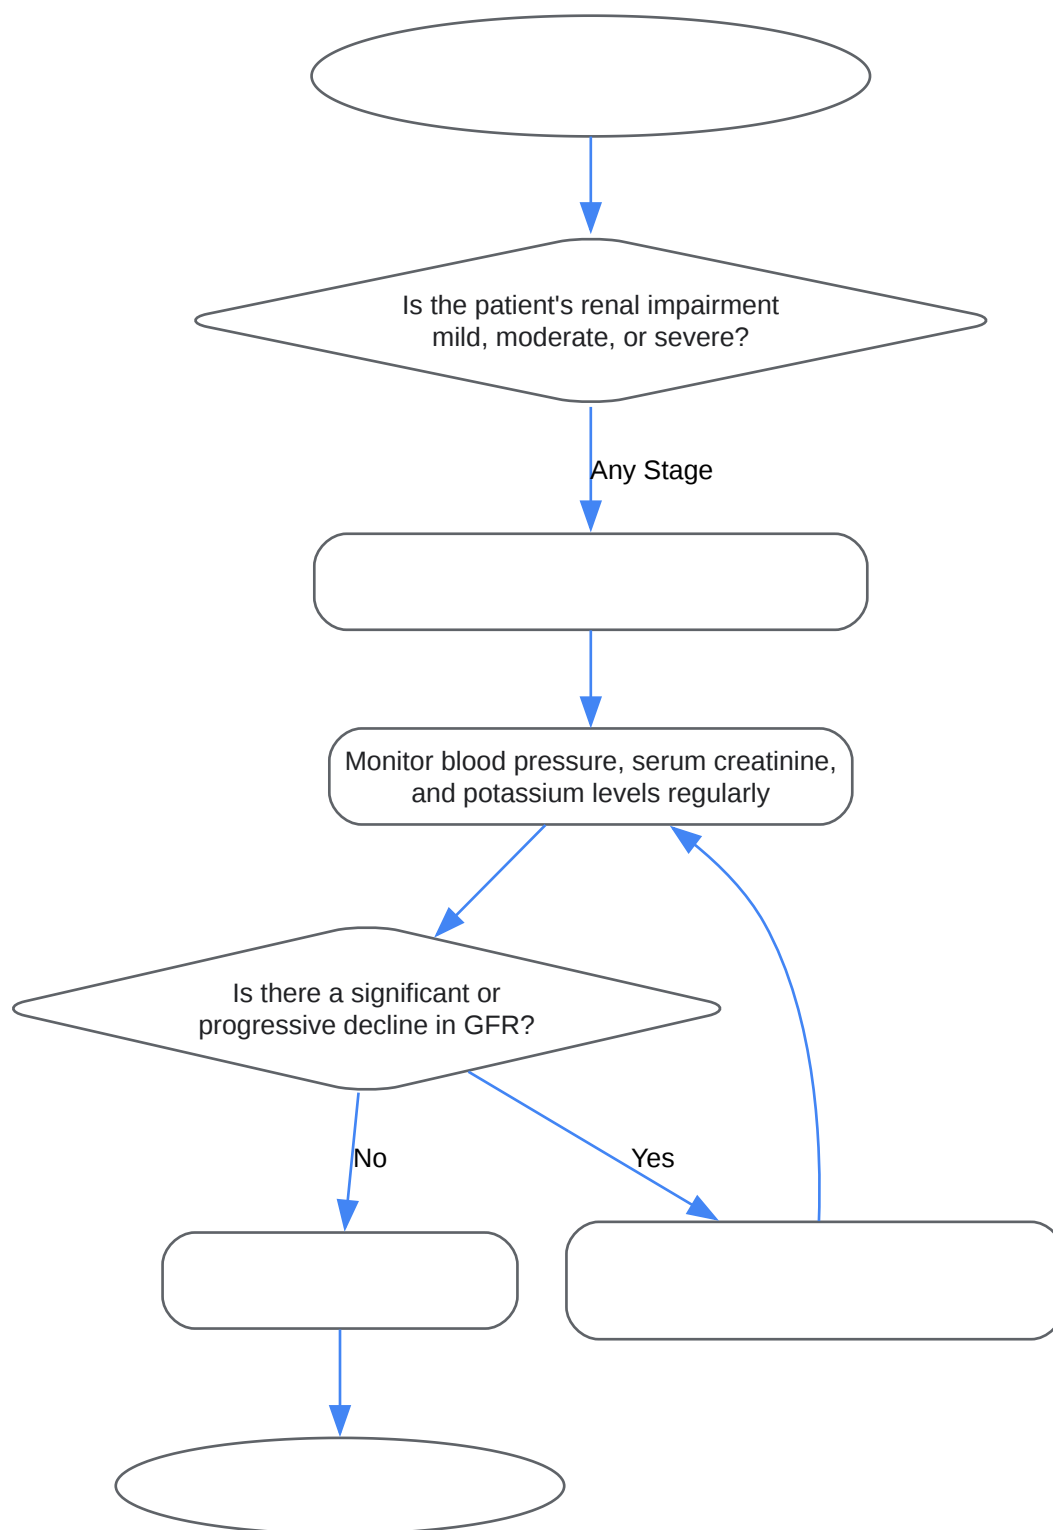 Is the patient's renal impairment
mild, moderate, or severe?
Any Stage
Monitor blood pressure, serum creatinine,
and potassium levels regularly
Is there a significant or
progressive decline in GFR?
No
Yes